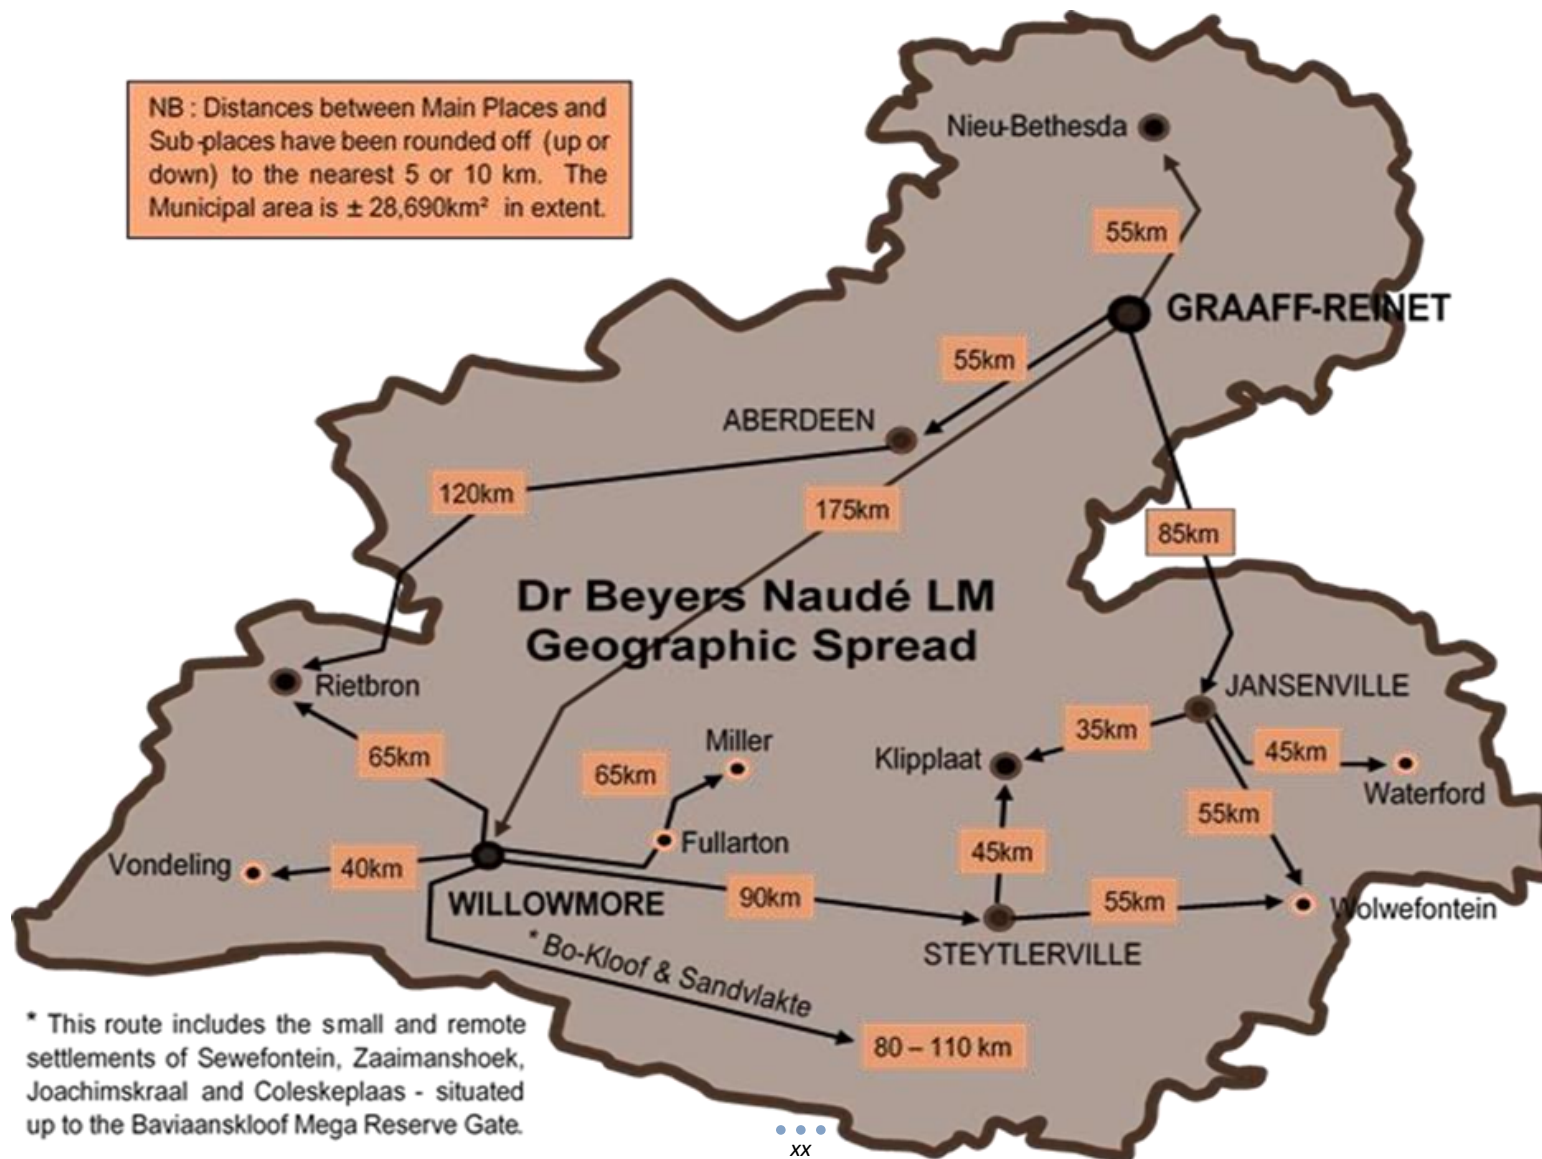 NB : Distances between Main Places and
Sub-places have been rounded off (up or
down) to the nearest 5 or 10 km. The
Municipal area is ± 28,690km² in extent.
Nieu-Bethesda
55km
GRAAFF-REINET
55km
ABERDEEN
120km
175km
85km
Dr Beyers Naudé LM
Geographic Spread
Rietbron
JANSENVILLE
35km
Miller
Klipplaat
45km
65km
65km
Waterford
55km
Fullarton
45km
Vondeling
40km
90km
55km
WILLOWMORE
Wolwefontein
STEYTLERVILLE
* Bo-Kloof & Sandvlakte
80 – 110 km
* This route includes the small and remote
settlements of Sewefontein, Zaaimanshoek,
Joachimskraal and Coleskeplaas - situated
up to the Baviaanskloof Mega Reserve Gate.
xx